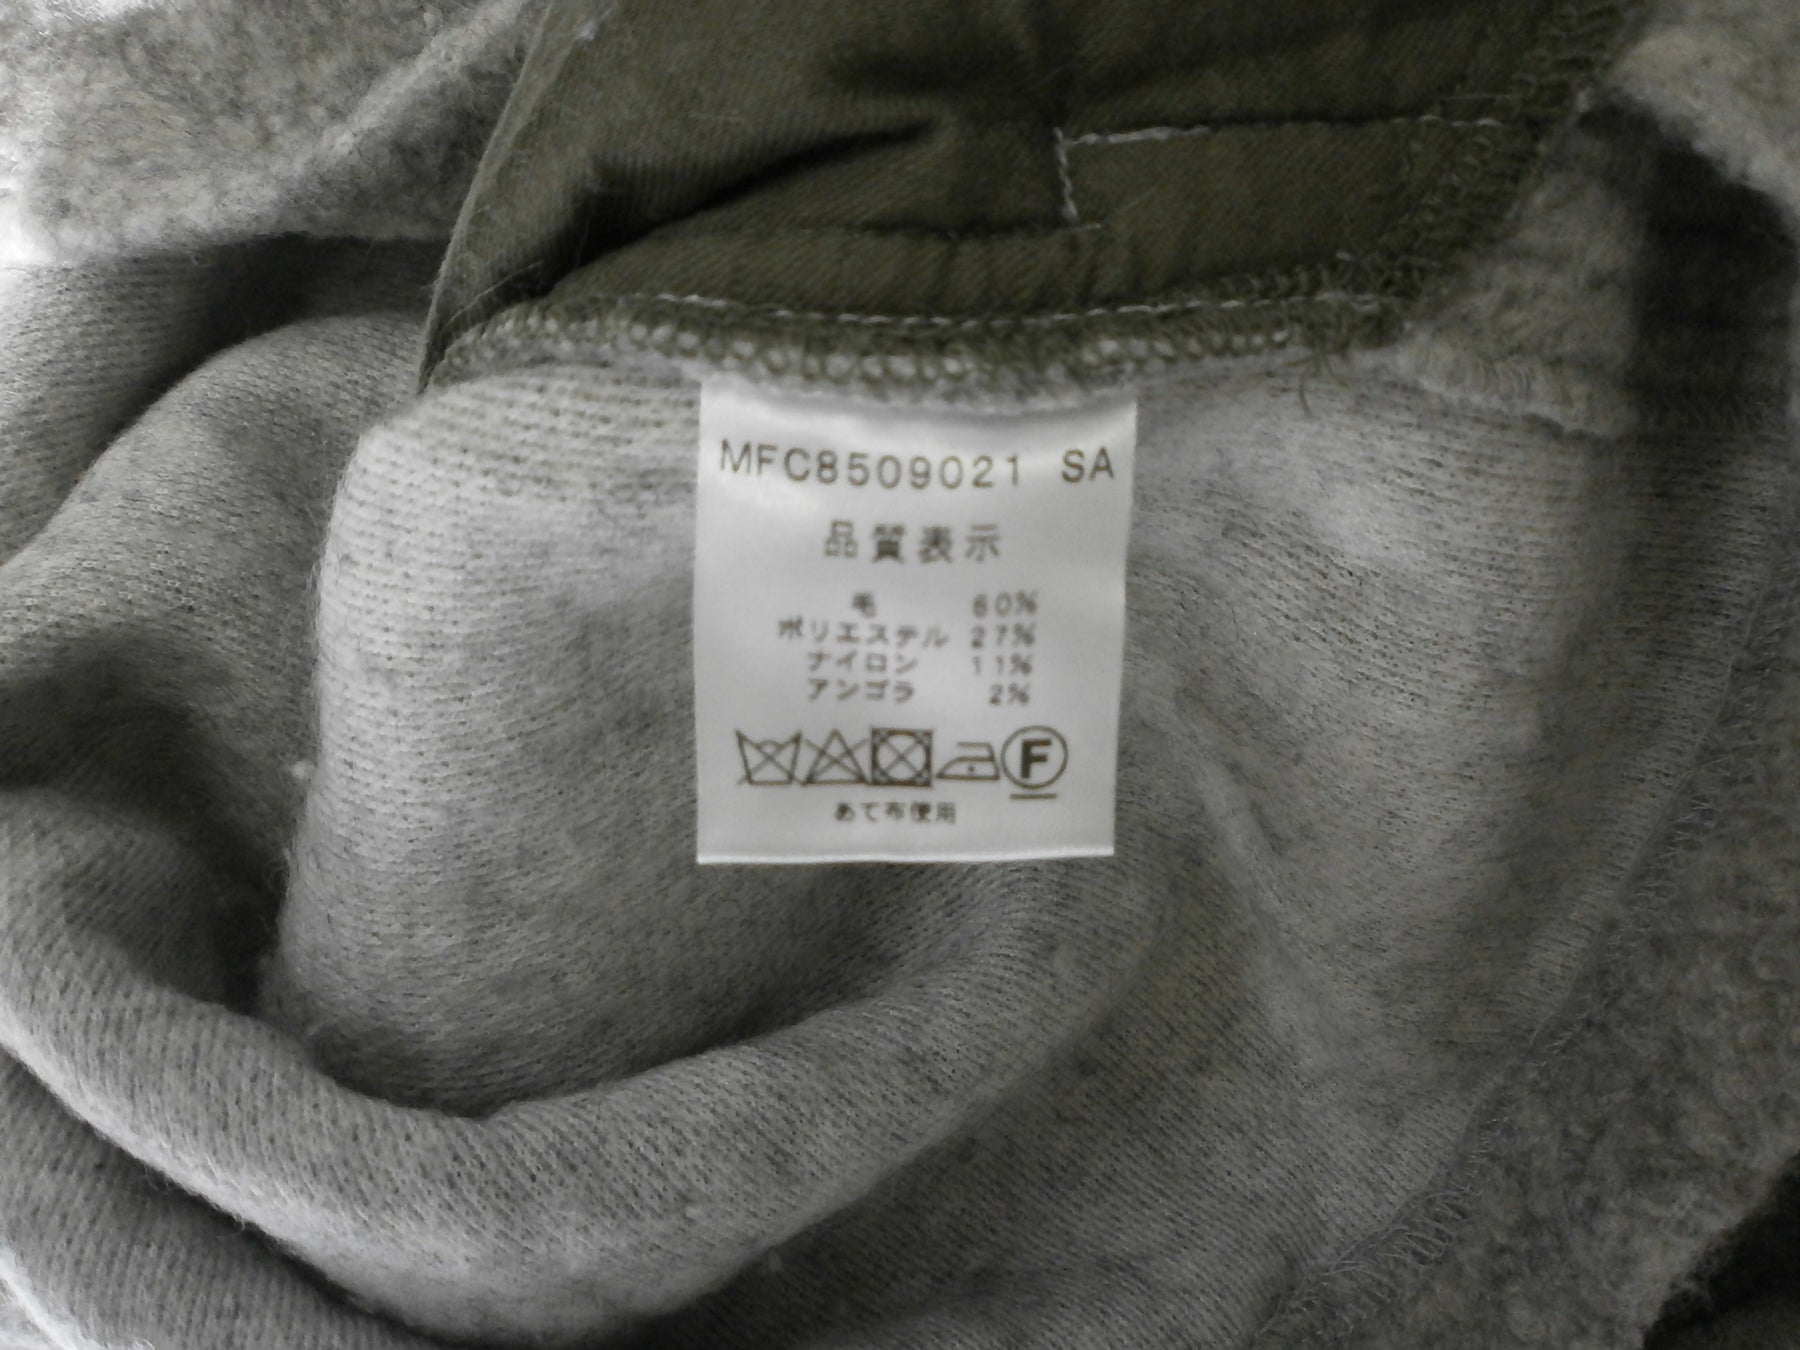 MFC8509021 SA
品質表示
毛 60%
ポリエステル 27%
ナイロン 11%
アンゴラ 2%
F
あて布使用